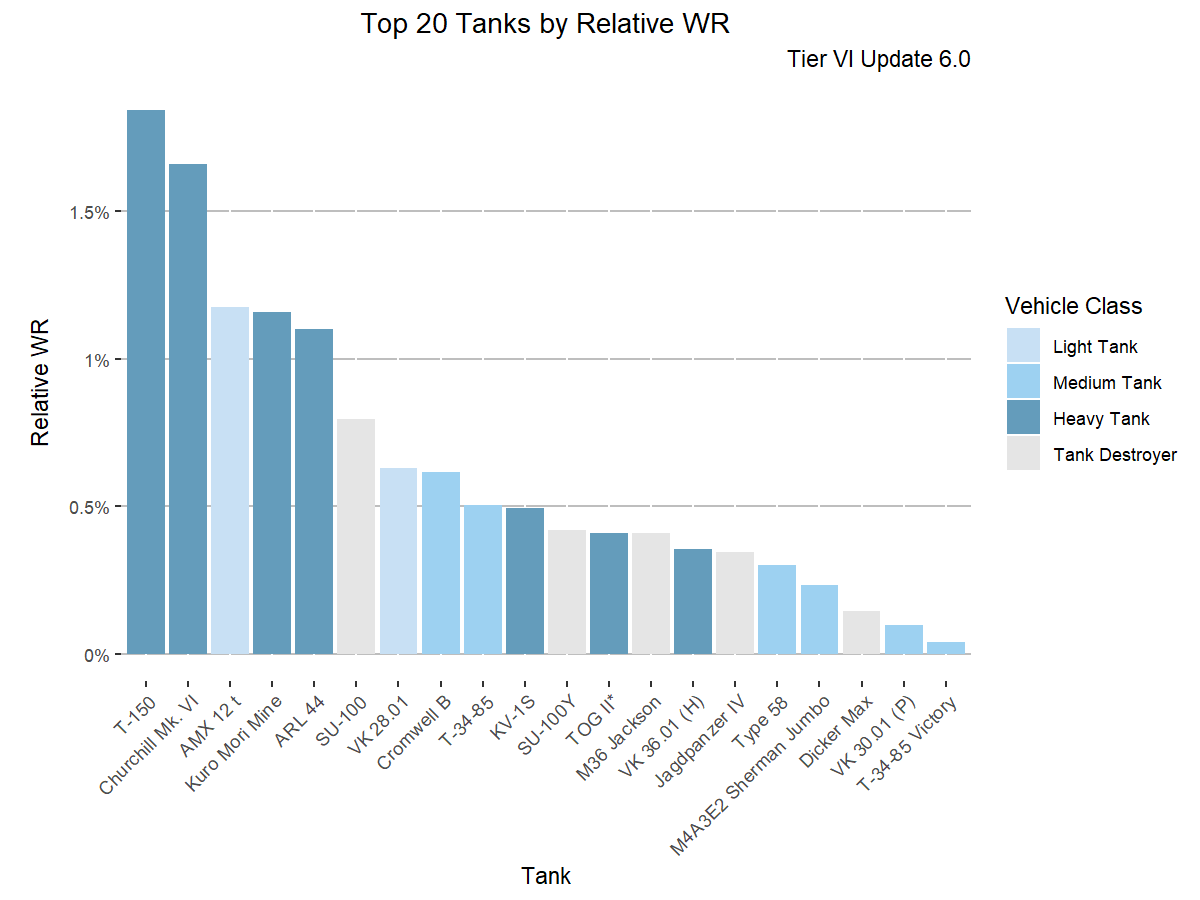 Top 20 Tanks by Relative WR
Tier VI Update 6.0
Relative WR
1.5%
1%
0.5%
0%
T-150
Churchill Mk. VI
AMX 12 t
Kuro Mori Mine
ARL 44
SU-100
VK 28.01
Cromwell B
T-34-85
KV-1S
SU-100Y
TOG II*
M36 Jackson
VK 36.01 (H)
Jagdpanzer IV
Type 58
M4A3E2 Sherman Jumbo
Dicker Max
VK 30.01 (P)
T-34-85 Victory
Tank
Vehicle Class
Light Tank
Medium Tank
Heavy Tank
Tank Destroyer